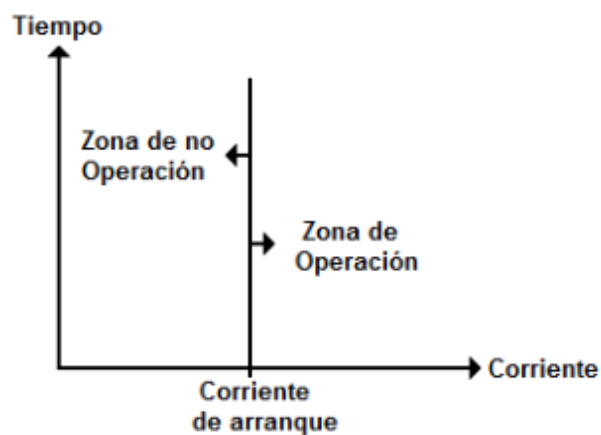 Tiempo
Zona de no
Operación
Zona de
Operación
Corriente
Corriente
de arranque